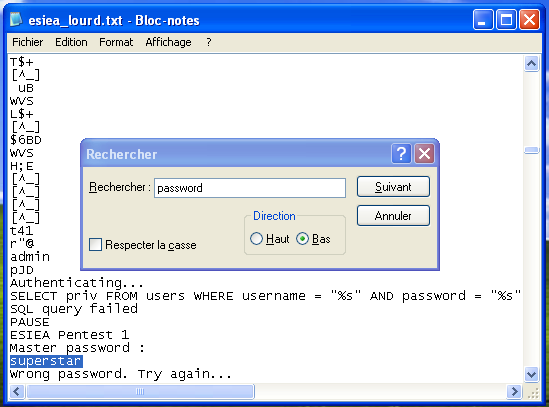 esiea_lourd.txt - Bloc-notes
Fichier Edition Format Affichage ?
T$+
[^_]
uB
WVS
L$+
[^_]
$6BD
WVS
H;E
[^_]
[^_]
[^_]
[^_]
t41
r"@
admin
pJD
Authenticating...
SELECT priv FROM users WHERE username = "%s" AND password = "%s"
SQL query failed
PAUSE
ESIEA Pentest 1
Master password :
superstar
Wrong password. Try again...
Rechercher
Rechercher : password
Suivant
Annuler
Direction
Haut Bas
Respecter la casse